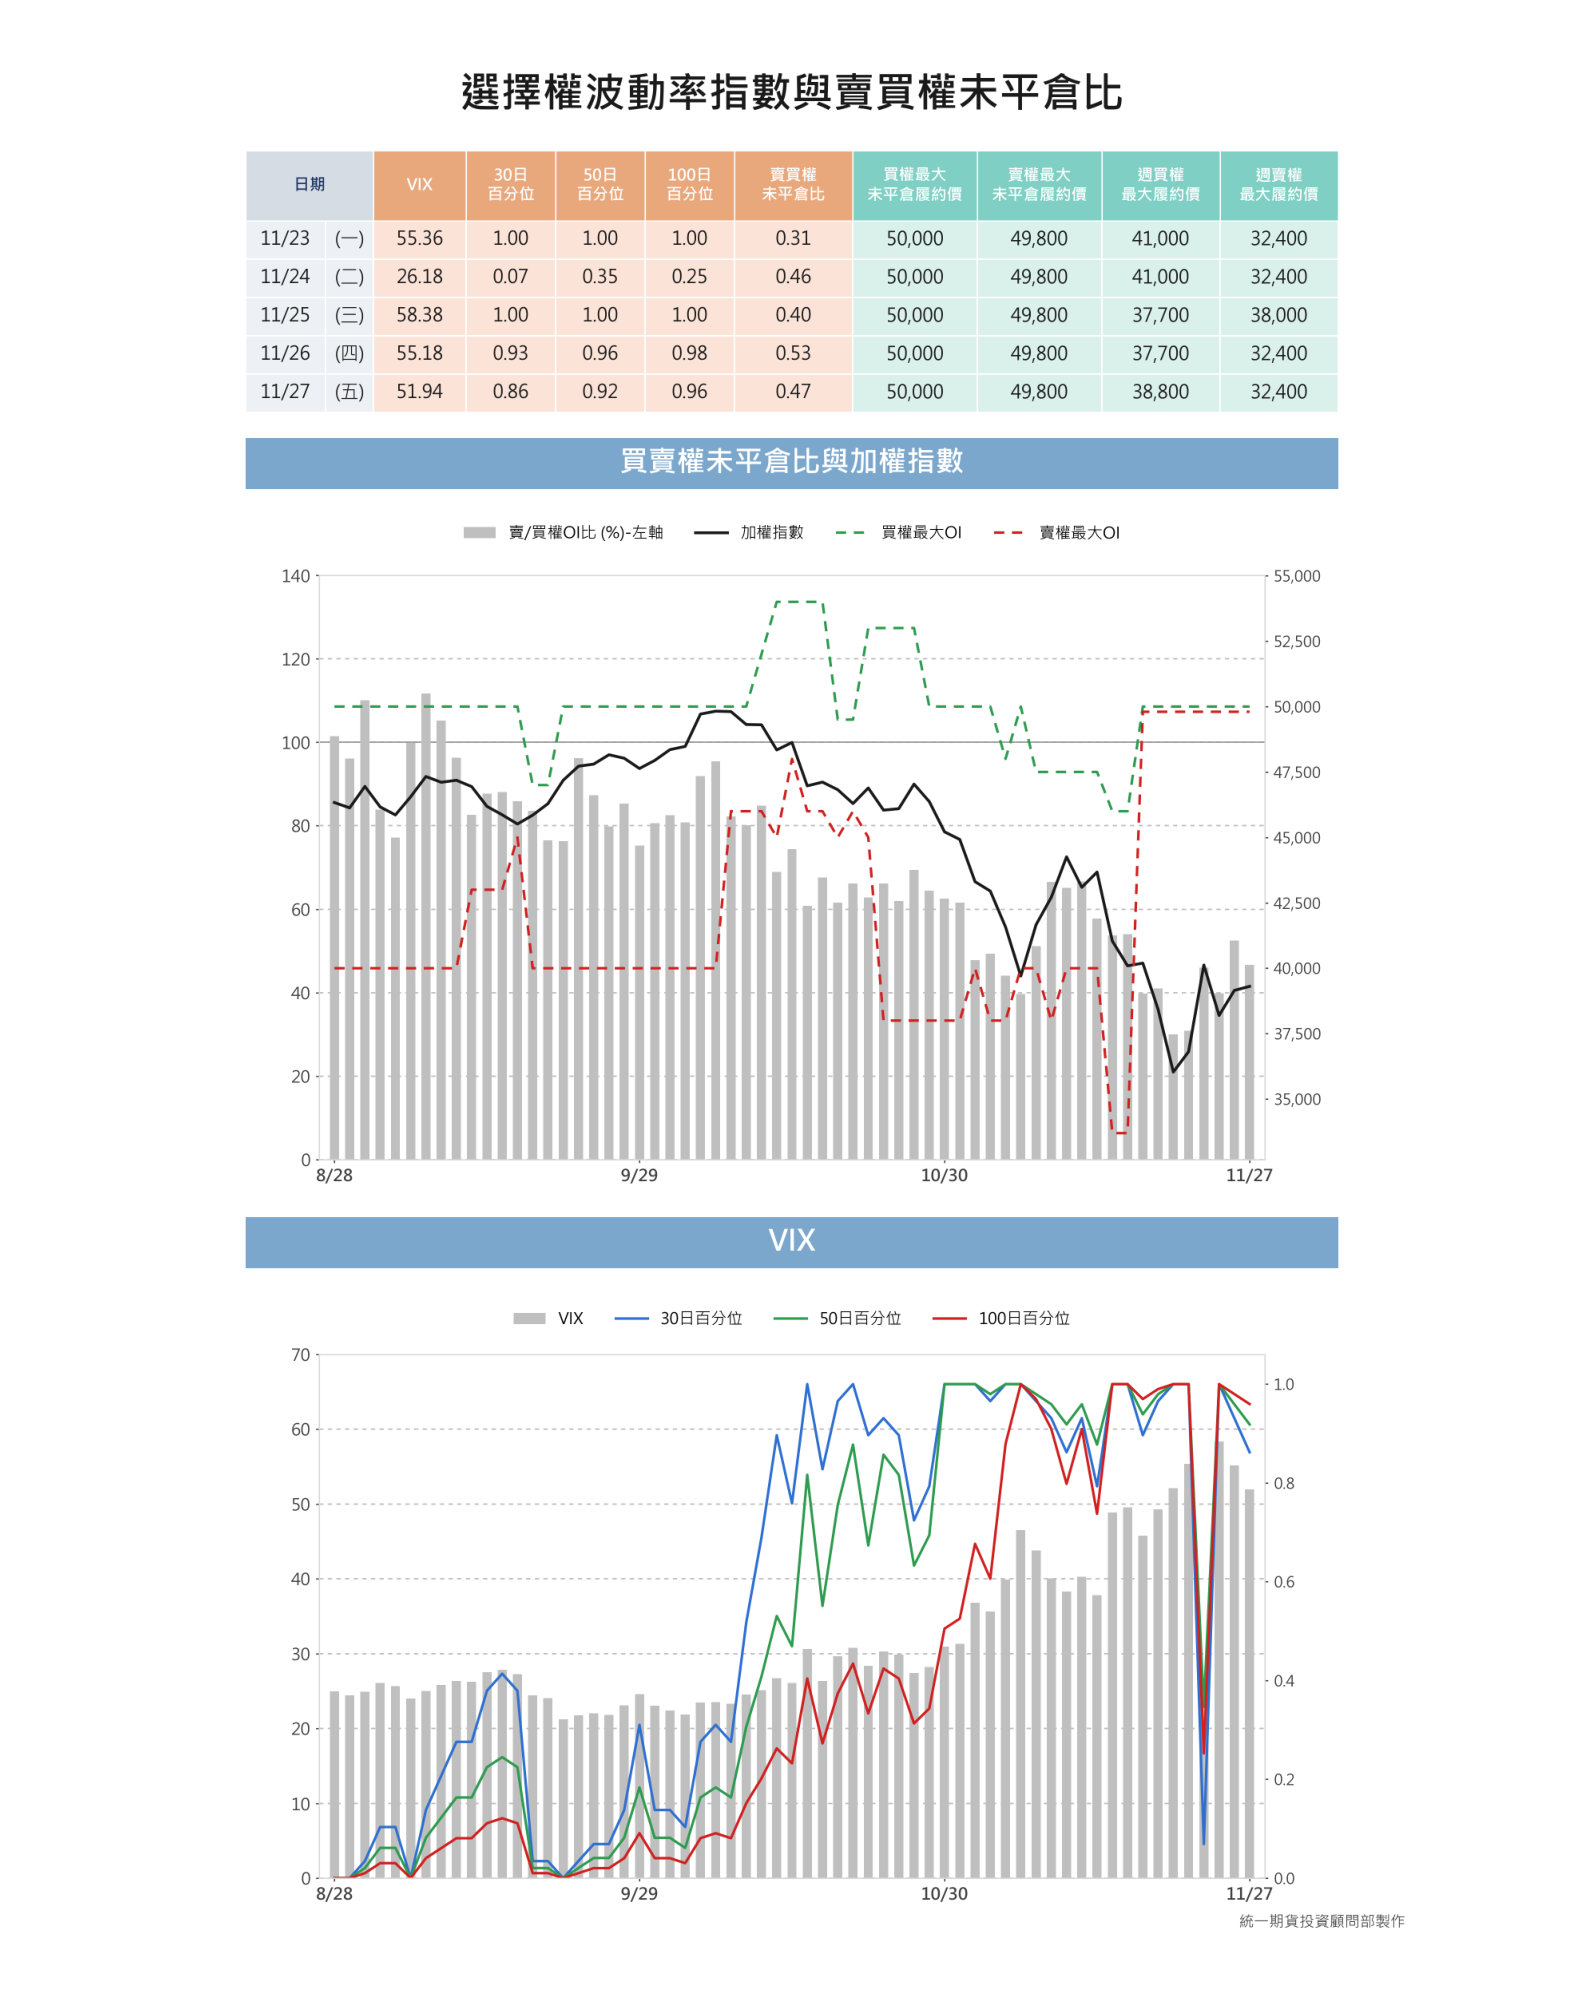 選擇權波動率指數與賣買權未平倉比
日期 VIX 30日百分位 50日百分位 100日百分位 賣買權未平倉比 買權最大未平倉履約價 賣權最大未平倉履約價 週買權最大履約價 週賣權最大履約價
11/23 (一) 55.36 1.00 1.00 1.00 0.31 50,000 49,800 41,000 32,400
11/24 (二) 26.18 0.07 0.35 0.25 0.46 50,000 49,800 41,000 32,400
11/25 (三) 58.38 1.00 1.00 1.00 0.40 50,000 49,800 37,700 38,000
11/26 (四) 55.18 0.93 0.96 0.98 0.53 50,000 49,800 37,700 32,400
11/27 (五) 51.94 0.86 0.92 0.96 0.47 50,000 49,800 38,800 32,400
買賣權未平倉比與加權指數
賣/買權OI比 (%)-左軸 加權指數 買權最大OI 賣權最大OI
140 55,000
52,500
120
50,000
100
47,500
80 45,000
60 42,500
40,000
40
37,500
20
35,000
0
8/28 9/29 10/30 11/27
VIX
VIX 30日百分位 50日百分位 100日百分位
70
1.0
60
0.8
50
40 0.6
30
0.4
20
0.2
10
0 0.0
8/28 9/29 10/30 11/27
統一期貨投資顧問部製作